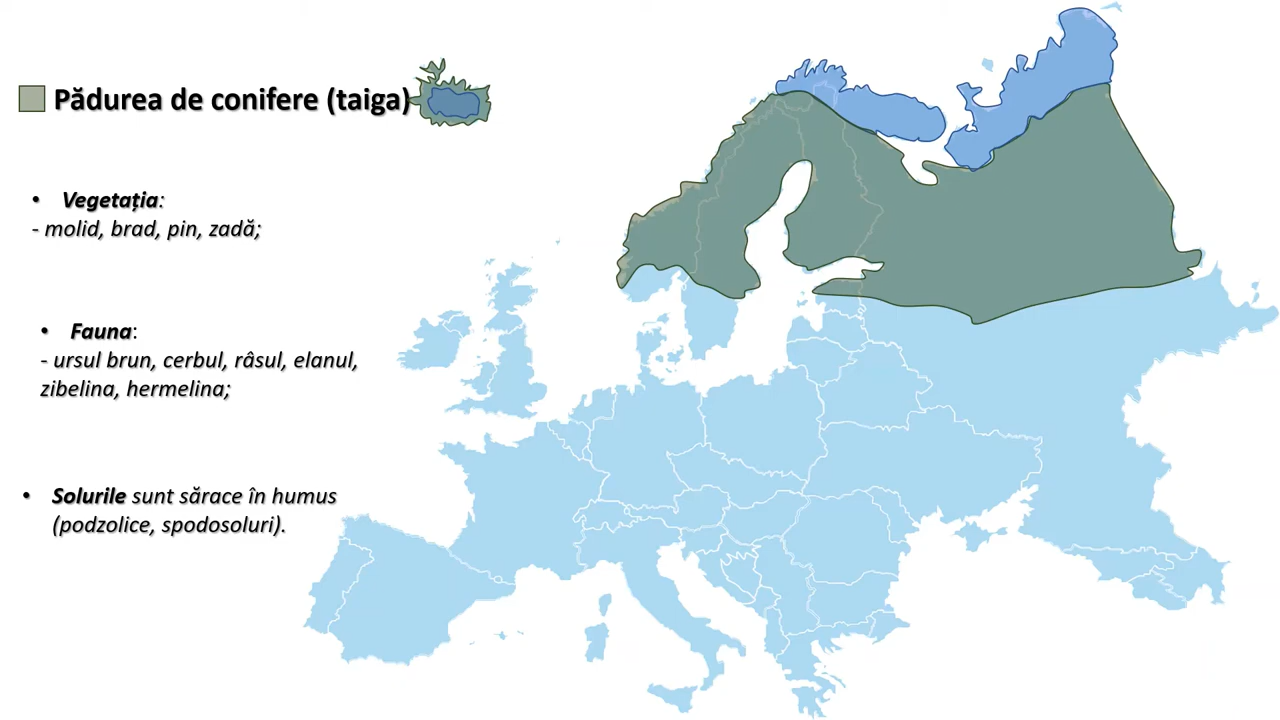 Pădurea de conifere (taiga)
• Vegetația:
- molid, brad, pin, zadă;
• Fauna:
- ursul brun, cerbul, râsul, elanul,
zibelina, hermelina;
• Solurile sunt sărace în humus
(podzolice, spodosoluri).